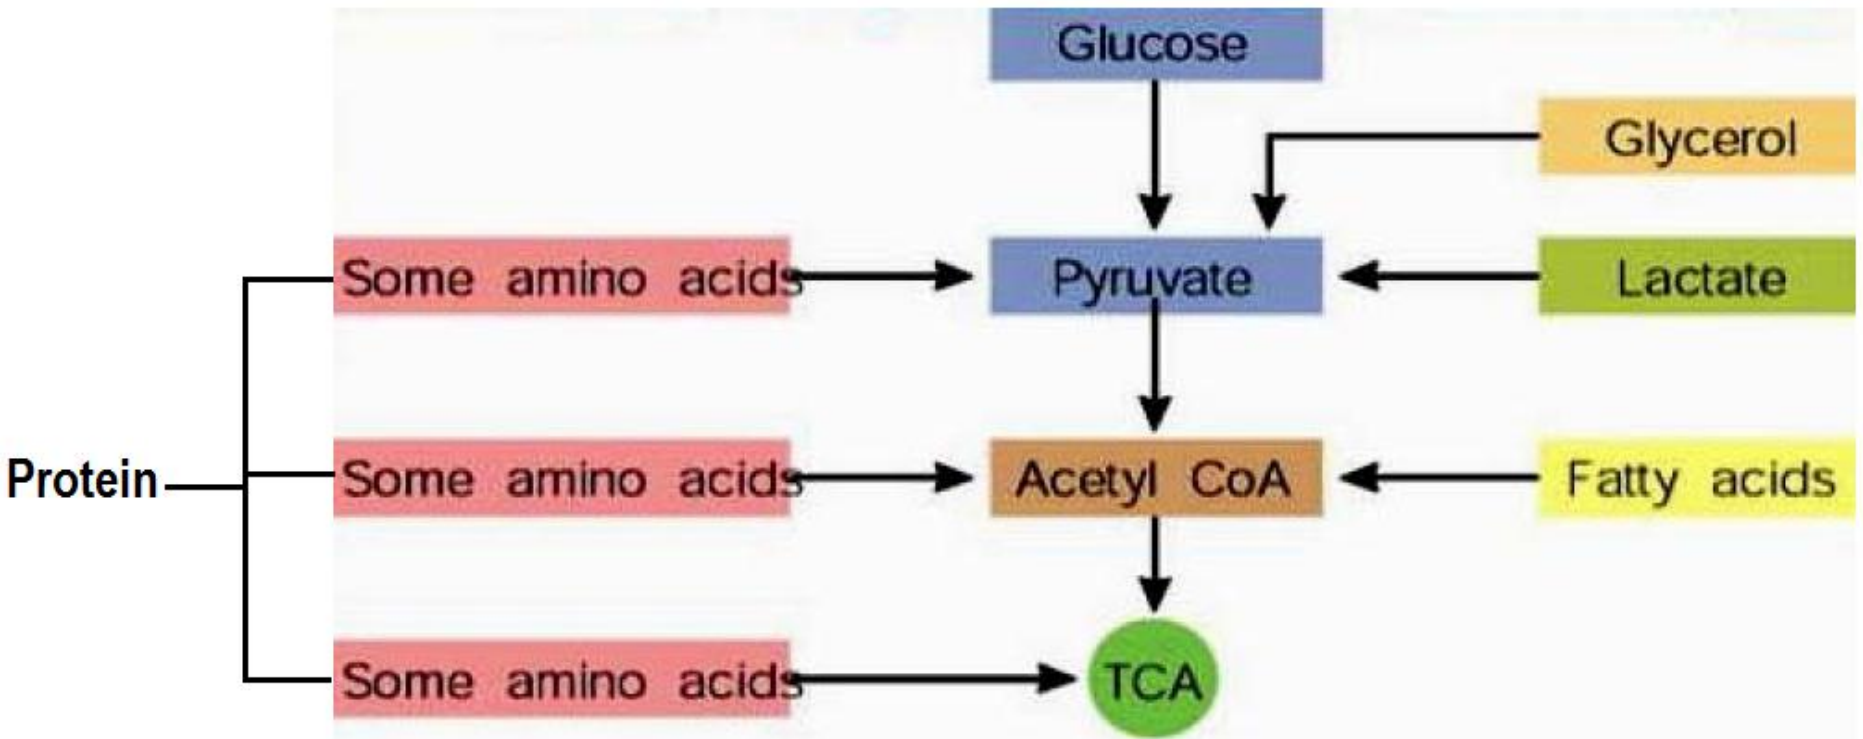 Glucose
Glycerol
Some amino acids
Pyruvate
Lactate
Protein
Some amino acids
Acetyl CoA
Fatty acids
Some amino acids
TCA